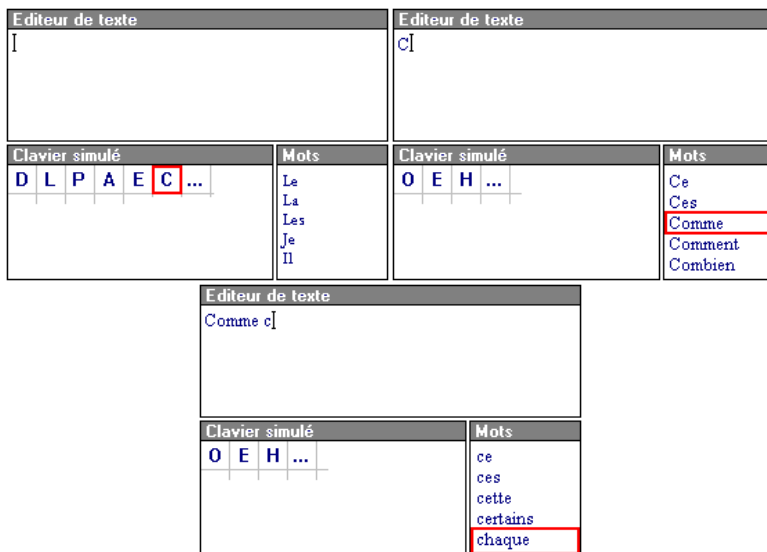 Editeur de texte
Clavier simulé
D L P A E C ...
Mots
Le
La
Les
Je
Il
Editeur de texte
C
Clavier simulé
O E H ...
Mots
Ce
Ces
Comme
Comment
Combien
Editeur de texte
Comme c
Clavier simulé
O E H ...
Mots
ce
ces
cette
certains
chaque